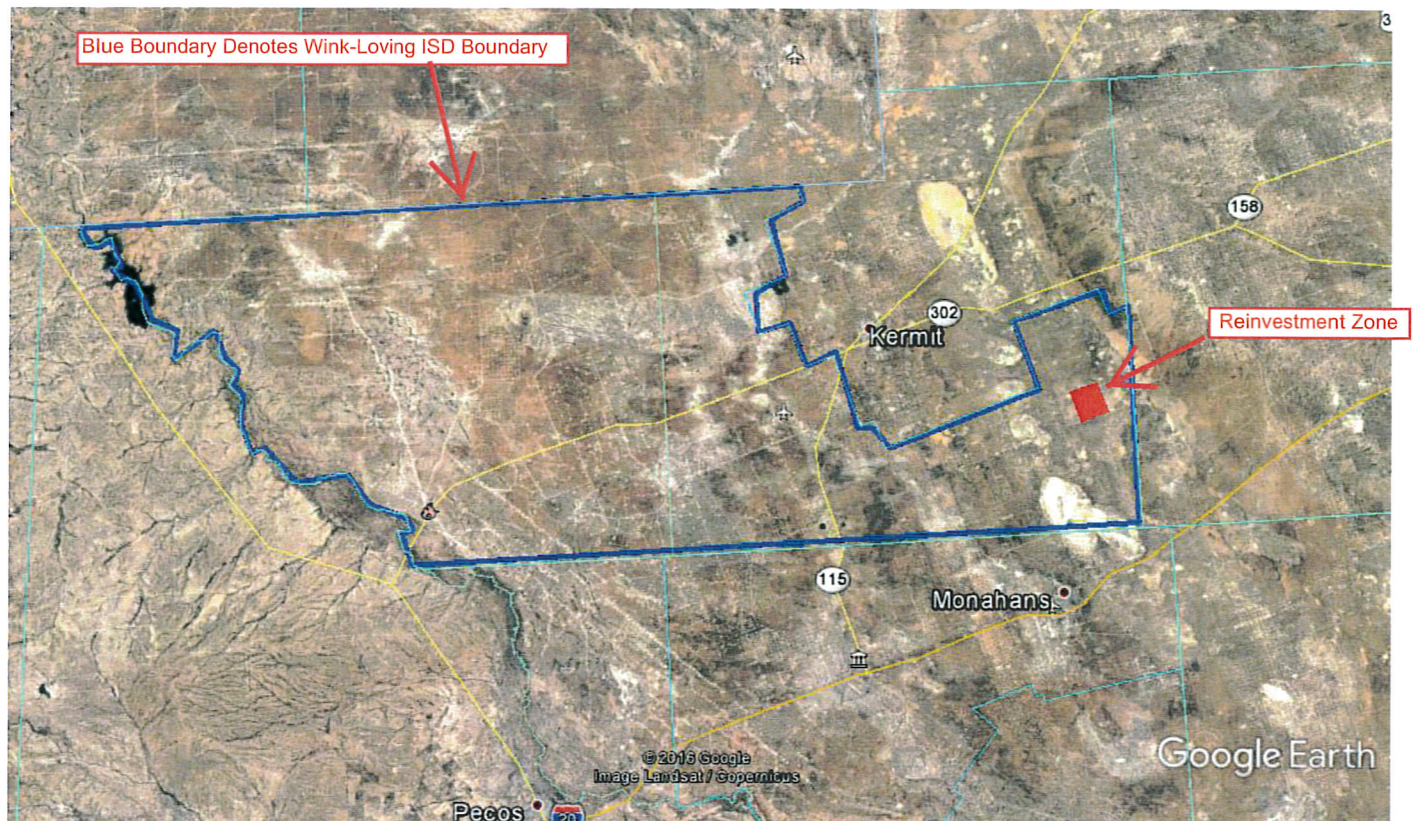 3
Blue Boundary Denotes Wink-Loving ISD Boundary
158
302
Reinvestment Zone
Kermit
115
Monahans
© 2016 Google
Image Landsat / Copernicus
Google Earth
Pecos
20